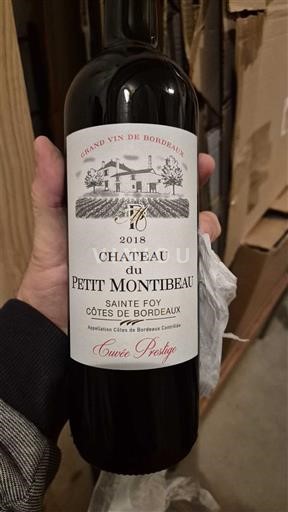 GRAND VIN DE BORDEAUX
2018
CHATEAU
du
PETIT MONTIBEAU
SAINTE FOY
CÔTES DE BORDEAUX
Appellation Côtes de Bordeaux Contrôlée
Cuvée Prestige